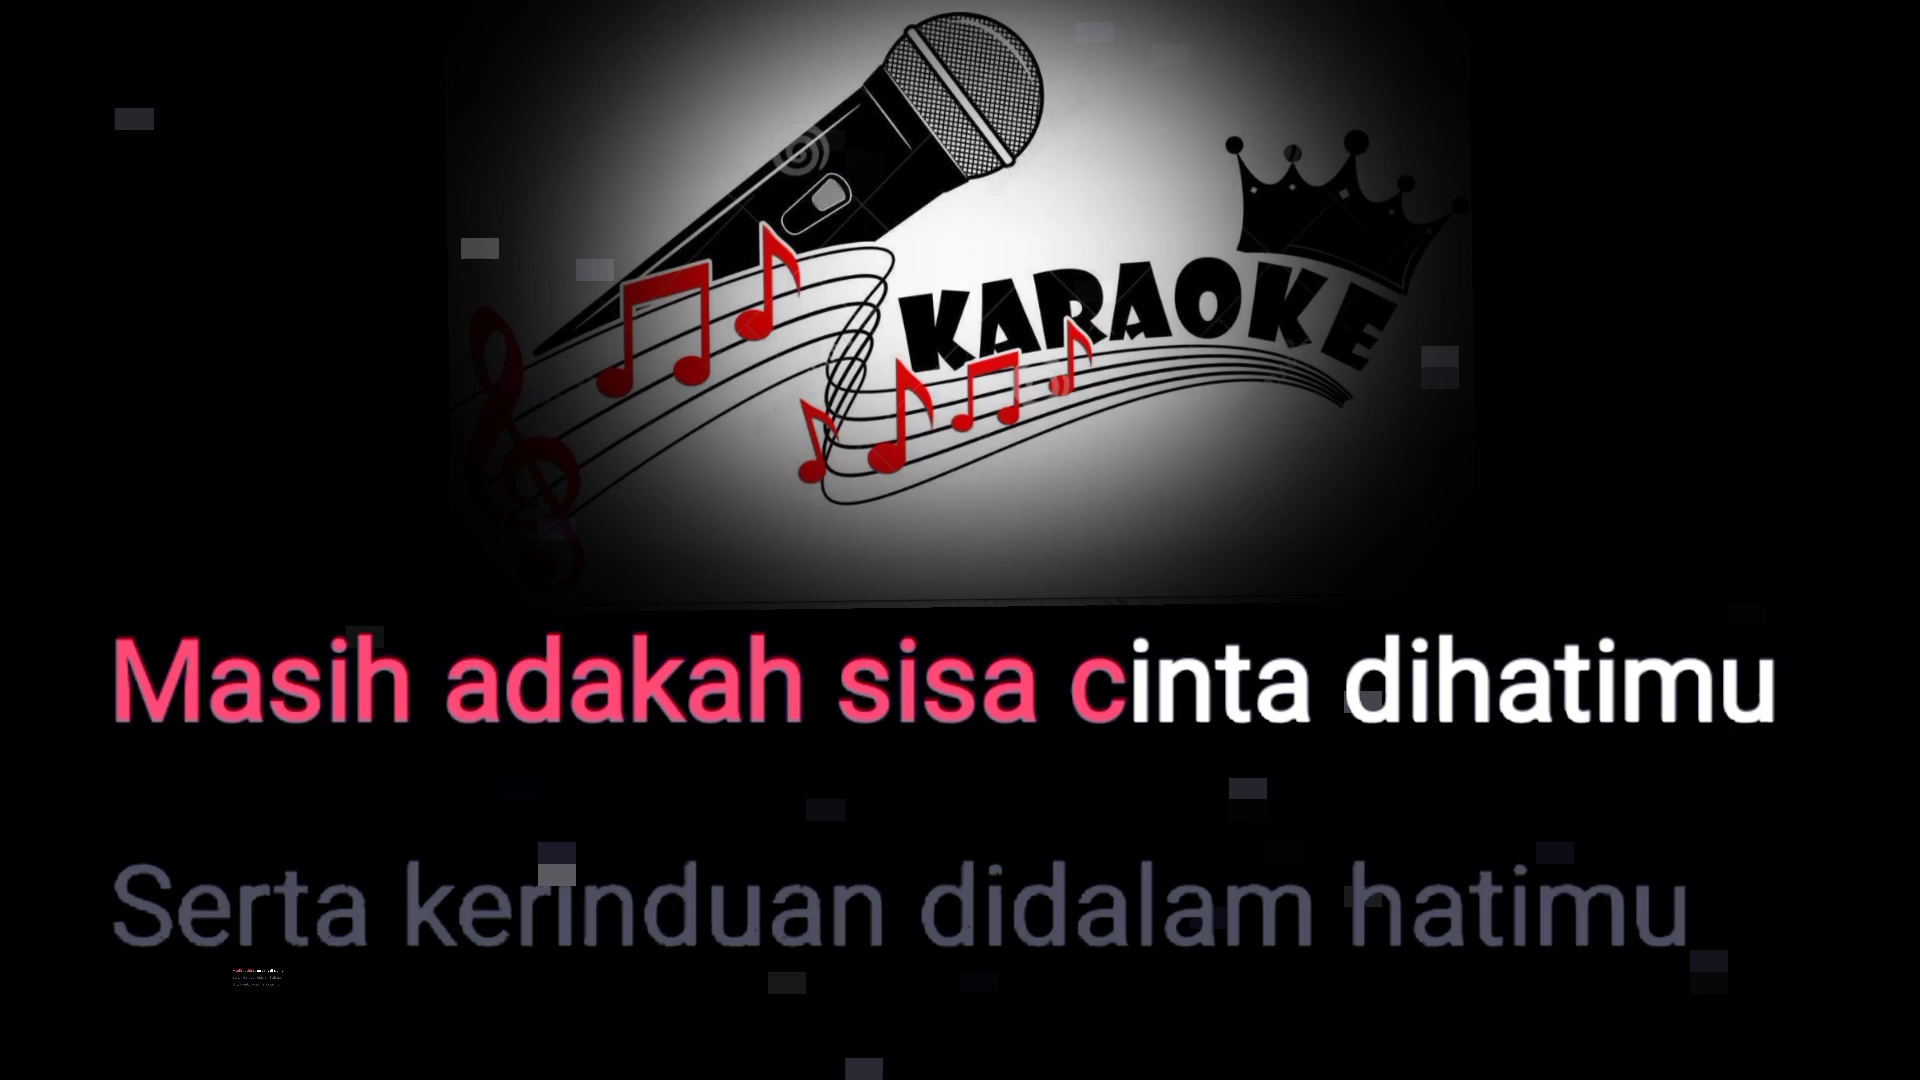 KARAOKE
Masih adakah sisa cinta dihatimu
Serta kerinduan didalam hatimu